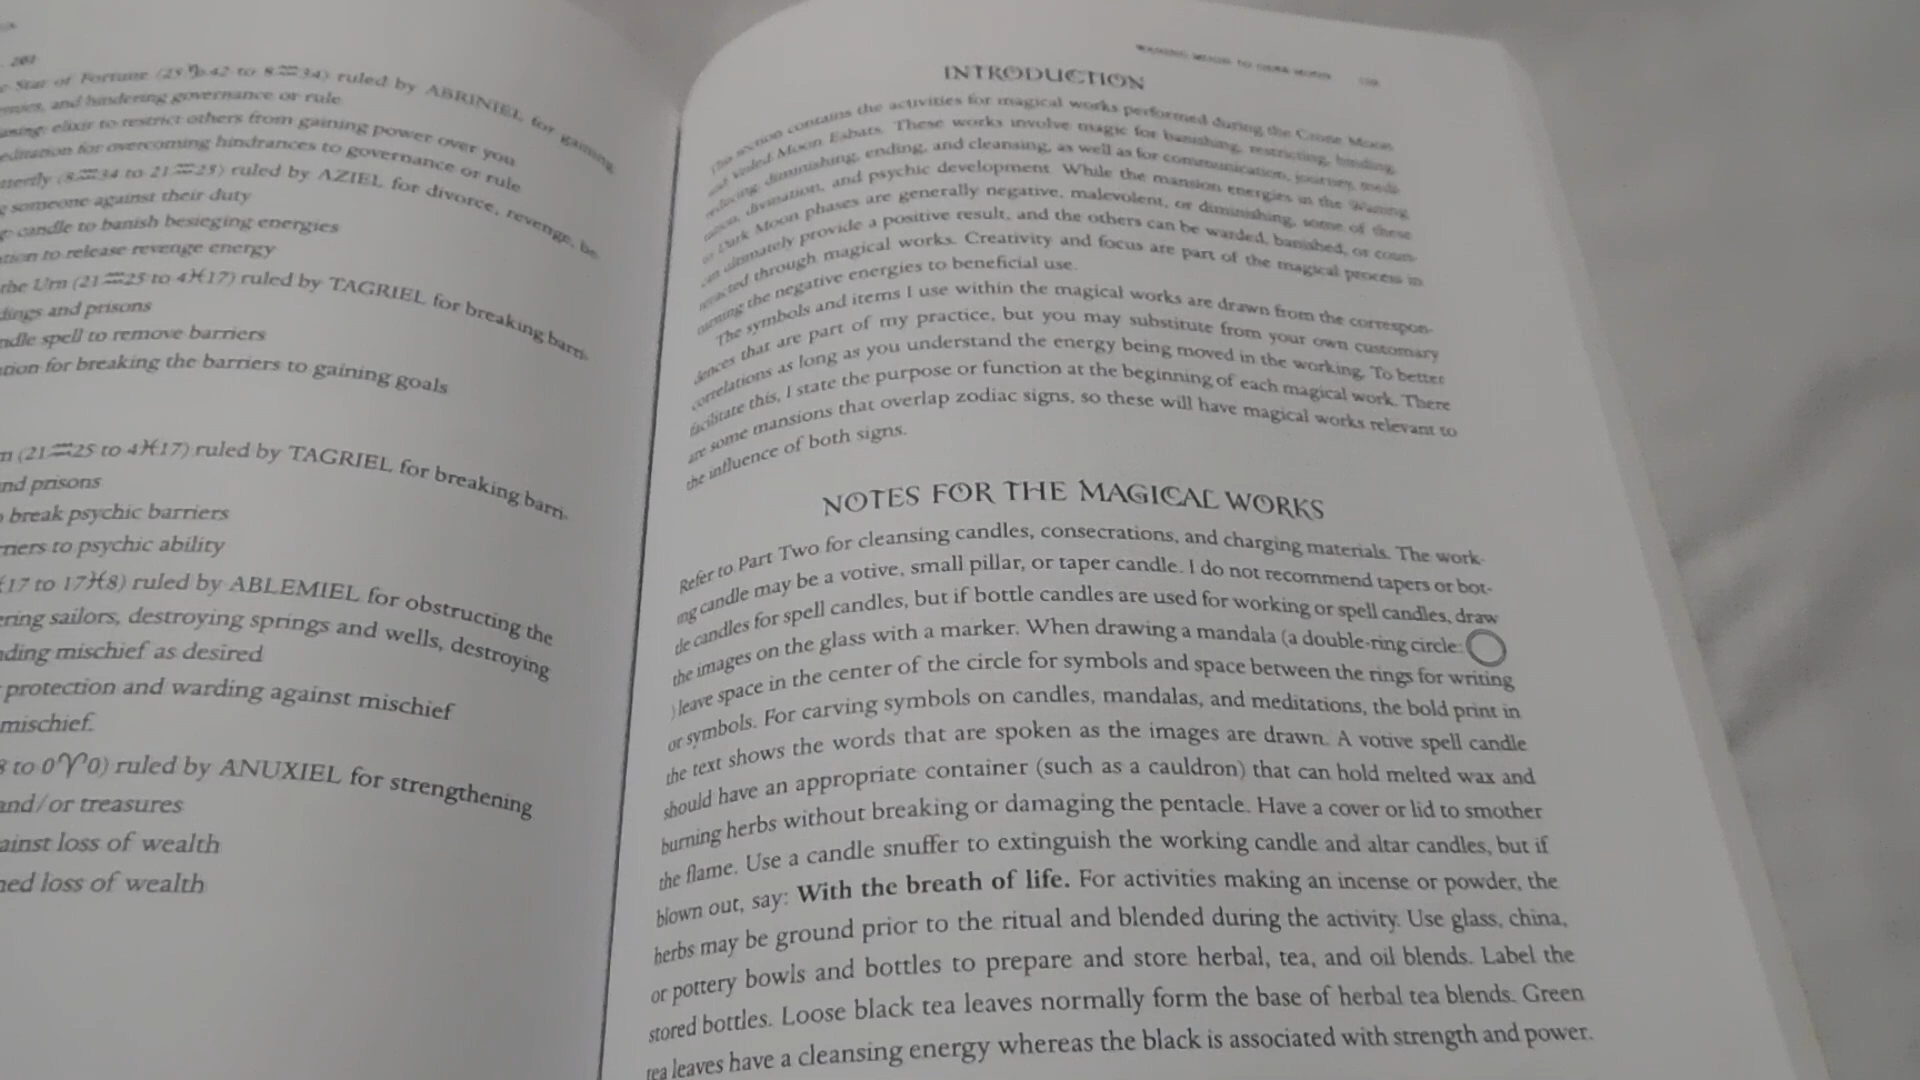 201
Star of Fortune (25♑42 to 8♒34) ruled by ABRINIEL for gaining
and hindering governance or rule
elixir to restrict others from gaining power over you
for overcoming hindrances to governance or rule
(8♒34 to 21♒25) ruled by AZIEL for divorce, revenge, be
someone against their duty
candle to banish besieging energies
to release revenge energy
the Urn (21♒25 to 4♓17) ruled by TAGRIEL for breaking barri-
and prisons
spell to remove barriers
for breaking the barriers to gaining goals
(21♒25 to 4♓17) ruled by TAGRIEL for breaking barri-
and prisons
break psychic barriers
to psychic ability
17 to 17♓8) ruled by ABLEMIEL for obstructing the
sailors, destroying springs and wells, destroying
mischief as desired
protection and warding against mischief
mischief.
to 0♈0) ruled by ANUXIEL for strengthening
and/or treasures
loss of wealth
loss of wealth
WANING MOON TO DARK MOON
INTRODUCTION
This section contains the activities for magical works performed during the Crone Moon
and Veiled Moon Esbats. These works involve magic for banishing, restricting, binding,
reducing, diminishing, ending, and cleansing, as well as for communication, journey, medi-
tation, divination, and psychic development. While the mansion energies in the Waning
to Dark Moon phases are generally negative, malevolent, or diminishing, some of these
can ultimately provide a positive result, and the others can be warded, banished, or coun-
teracted through magical works. Creativity and focus are part of the magical process in
turning the negative energies to beneficial use.
The symbols and items I use within the magical works are drawn from the correspon-
dences that are part of my practice, but you may substitute from your own customary
correlations as long as you understand the energy being moved in the working. To better
facilitate this, I state the purpose or function at the beginning of each magical work. There
are some mansions that overlap zodiac signs, so these will have magical works relevant to
the influence of both signs.
NOTES FOR THE MAGICAL WORKS
Refer to Part Two for cleansing candles, consecrations, and charging materials. The work-
ing candle may be a votive, small pillar, or taper candle. I do not recommend tapers or bot-
tle candles for spell candles, but if bottle candles are used for working or spell candles, draw
the images on the glass with a marker. When drawing a mandala (a double-ring circle:
) leave space in the center of the circle for symbols and space between the rings for writing
or symbols. For carving symbols on candles, mandalas, and meditations, the bold print in
the text shows the words that are spoken as the images are drawn. A votive spell candle
should have an appropriate container (such as a cauldron) that can hold melted wax and
burning herbs without breaking or damaging the pentacle. Have a cover or lid to smother
the flame. Use a candle snuffer to extinguish the working candle and altar candles, but if
blown out, say: With the breath of life. For activities making an incense or powder, the
herbs may be ground prior to the ritual and blended during the activity. Use glass, china,
or pottery bowls and bottles to prepare and store herbal, tea, and oil blends. Label the
stored bottles. Loose black tea leaves normally form the base of herbal tea blends. Green
tea leaves have a cleansing energy whereas the black is associated with strength and power.